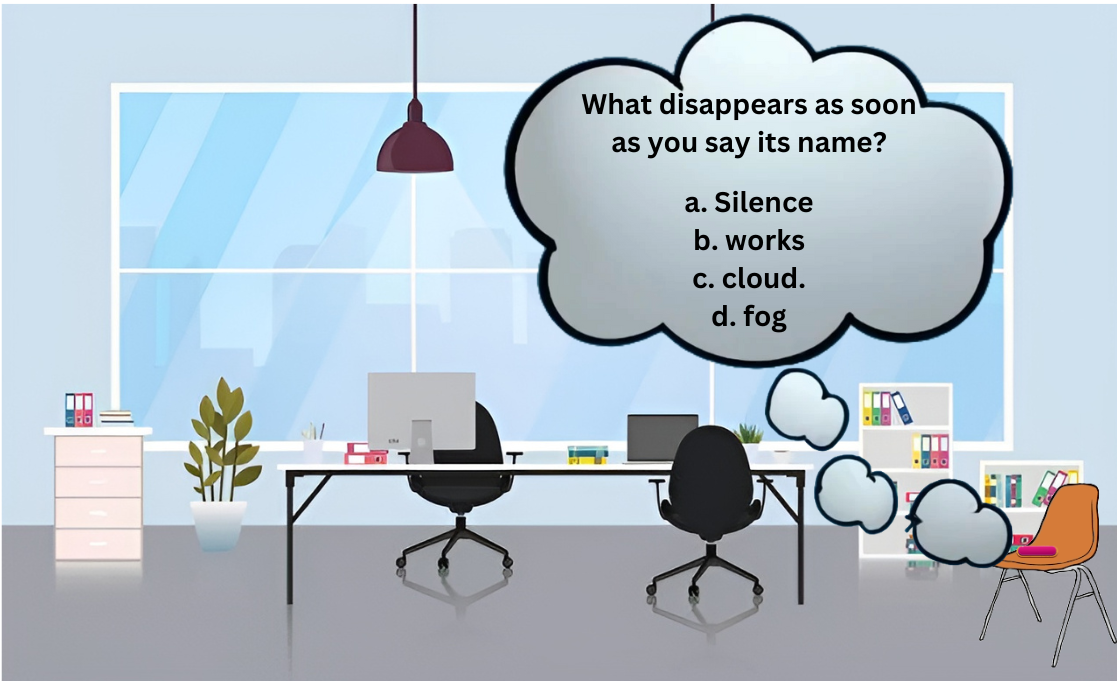 What disappears as soon
as you say its name?
a. Silence
b. works
c. cloud.
d. fog